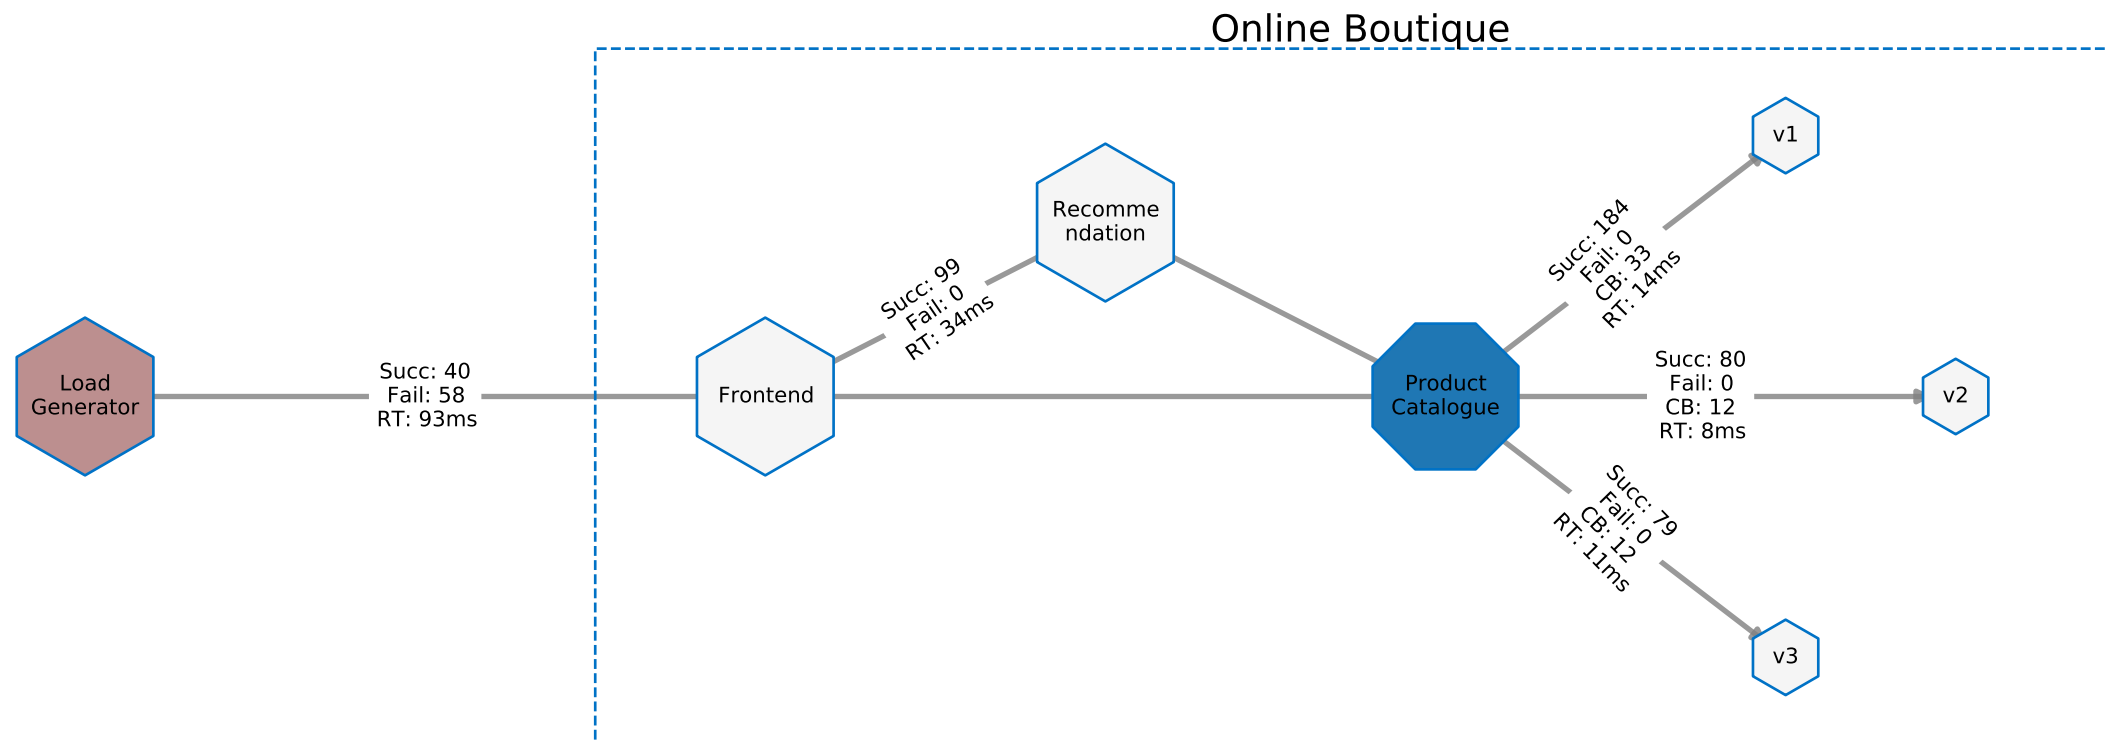 Online Boutique
v1
Recomme
ndation
Succ: 184
Fail: 0
CB: 33
RT: 14ms
Succ: 99
Fail: 0
RT: 34ms
Load
Generator
Succ: 40
Fail: 58
RT: 93ms
Frontend
Product
Catalogue
Succ: 80
Fail: 0
CB: 12
RT: 8ms
v2
Succ: 79
Fail: 0
CB: 12
RT: 11ms
v3